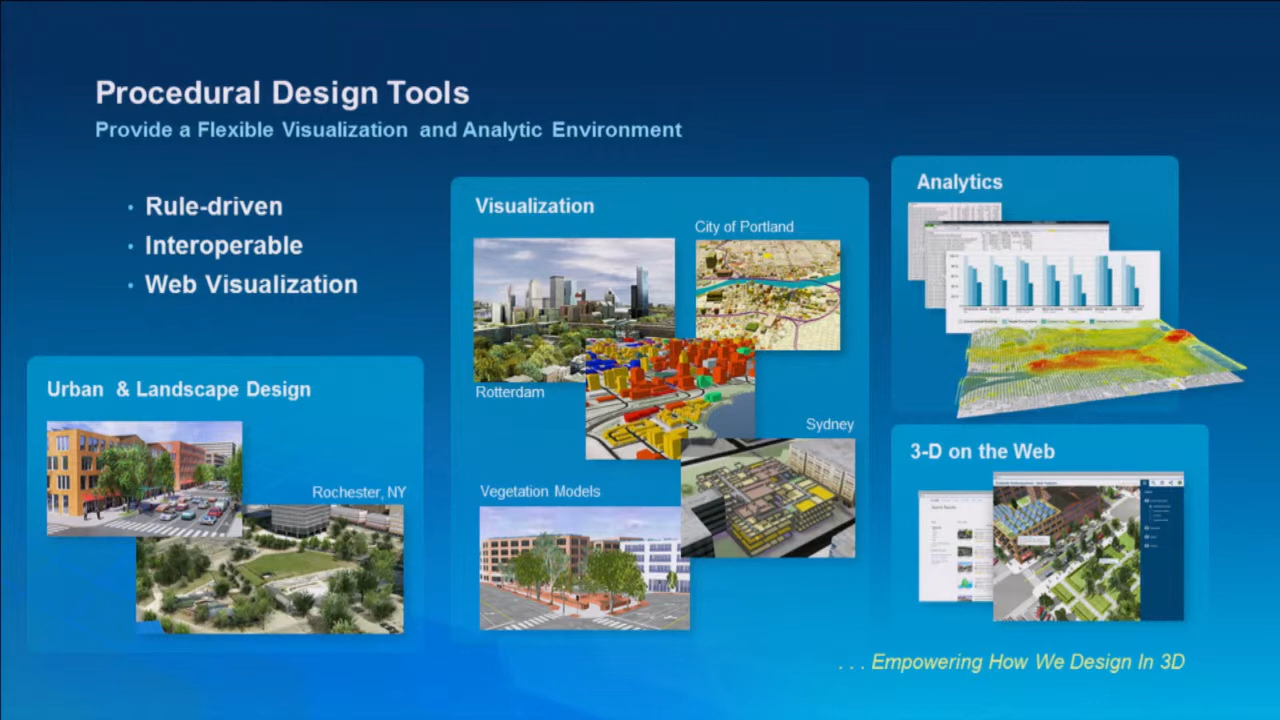 Procedural Design Tools
Provide a Flexible Visualization and Analytic Environment
• Rule-driven
• Interoperable
• Web Visualization
Urban & Landscape Design
Rochester, NY
Visualization
City of Portland
Rotterdam
Sydney
Vegetation Models
Analytics
3-D on the Web
. . . Empowering How We Design In 3D